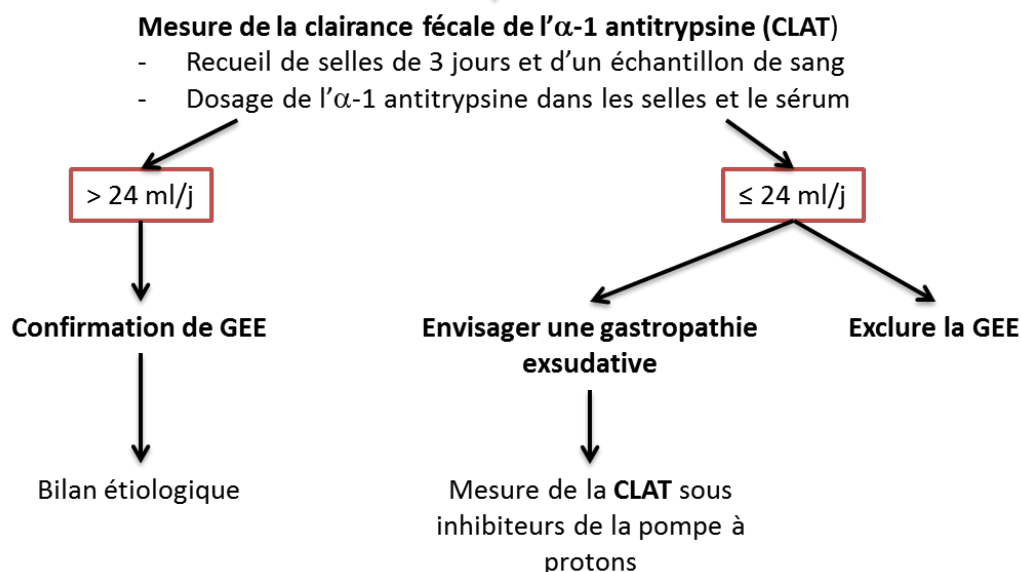 Mesure de la clairance fécale de l'α-1 antitrypsine (CLAT)
- Recueil de selles de 3 jours et d'un échantillon de sang
- Dosage de l'α-1 antitrypsine dans les selles et le sérum
> 24 ml/j
≤ 24 ml/j
Confirmation de GEE
Envisager une gastropathie
exsudative
Exclure la GEE
Bilan étiologique
Mesure de la CLAT sous
inhibiteurs de la pompe à
protons